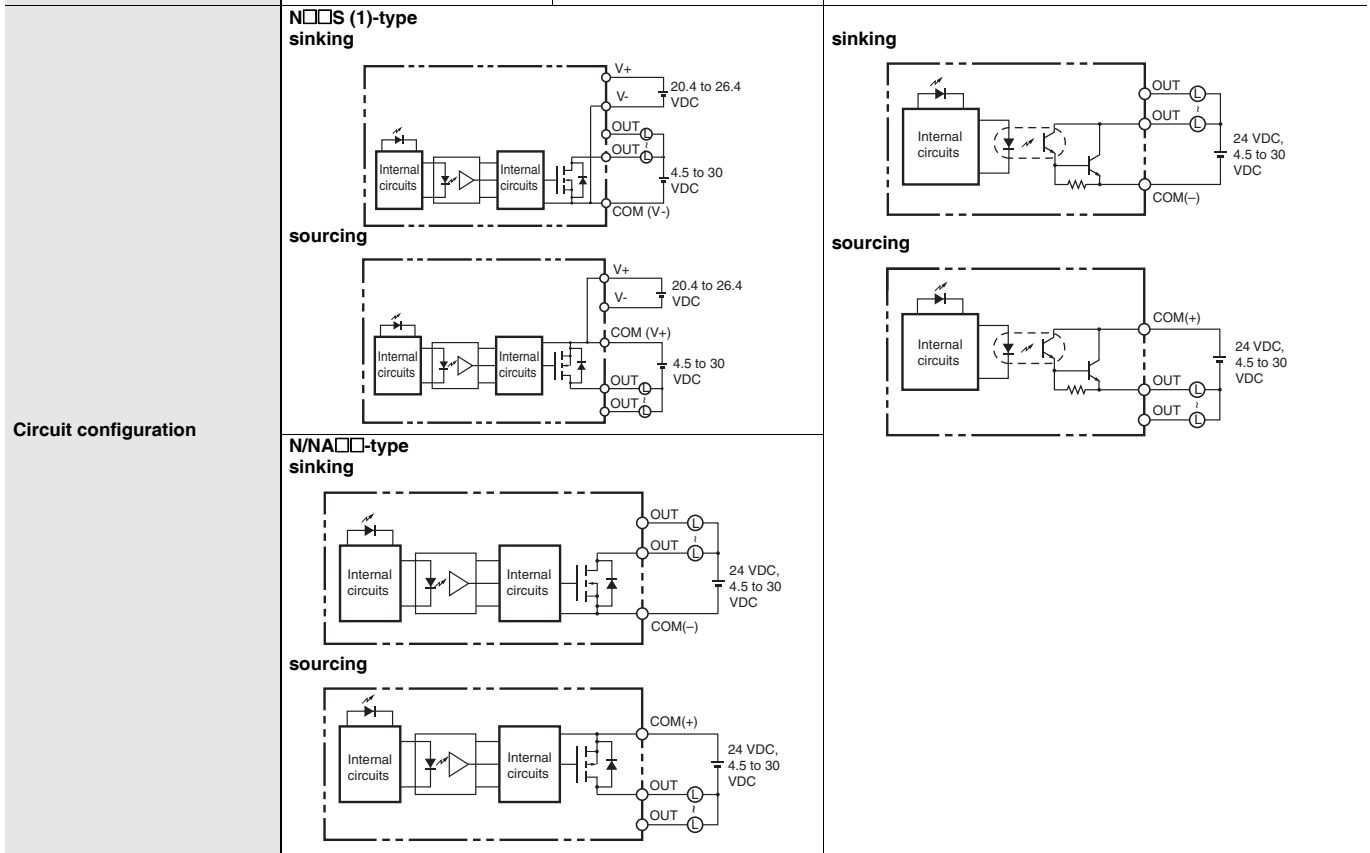 Circuit configuration
N□□S (1)-type
sinking
V+
20.4 to 26.4
VDC
V-
OUT
L
~
OUT
L
Internal
circuits
Internal
circuits
4.5 to 30
VDC
COM (V-)
sourcing
V+
20.4 to 26.4
VDC
V-
COM (V+)
Internal
circuits
Internal
circuits
4.5 to 30
VDC
OUT
L
~
OUT
L
N/NA□□-type
sinking
OUT
L
~
OUT
L
Internal
circuits
Internal
circuits
24 VDC,
4.5 to 30
VDC
COM(–)
sourcing
COM(+)
Internal
circuits
Internal
circuits
24 VDC,
4.5 to 30
VDC
OUT
L
~
OUT
L
sinking
OUT
L
~
OUT
L
Internal
circuits
24 VDC,
4.5 to 30
VDC
COM(–)
sourcing
COM(+)
Internal
circuits
24 VDC,
4.5 to 30
VDC
OUT
L
~
OUT
L